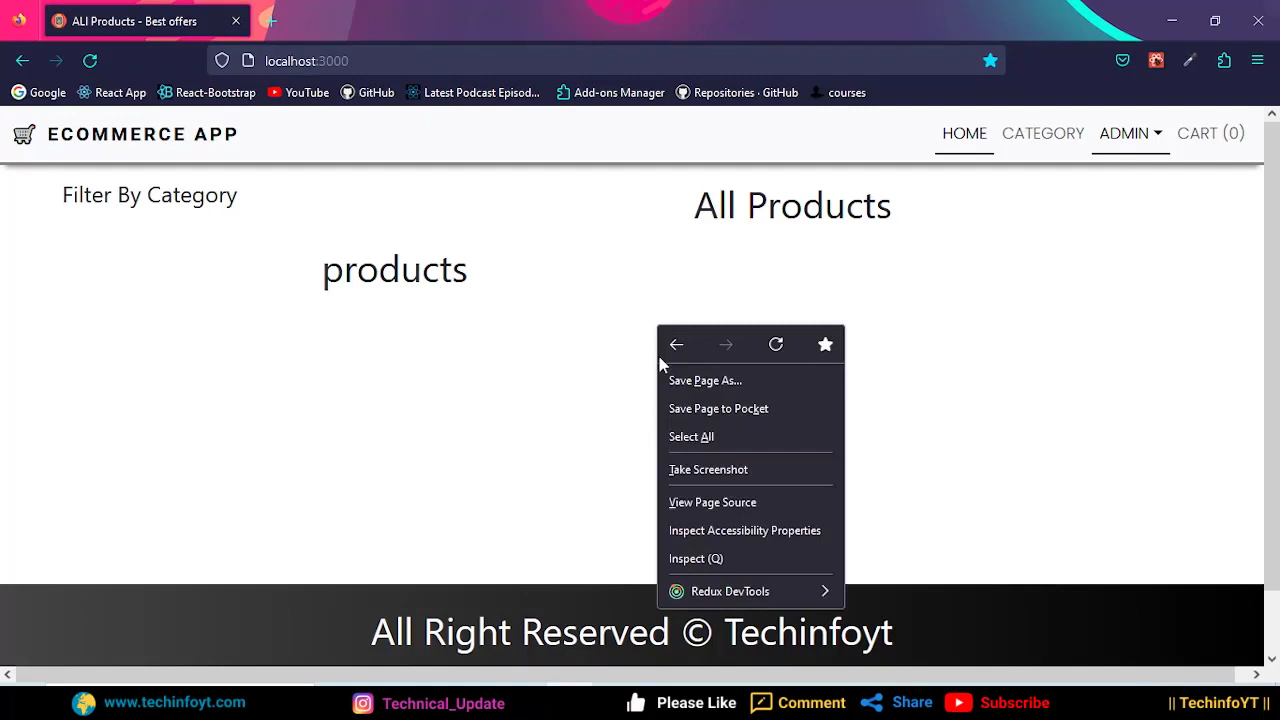 ALl Products - Best offers
localhost:3000
Google React App React-Bootstrap YouTube GitHub Latest Podcast Episod... Add-ons Manager Repositories · GitHub courses
ECOMMERCE APP
HOME CATEGORY ADMIN CART (0)
Filter By Category
All Products
products
Save Page As...
Save Page to Pocket
Select All
Take Screenshot
View Page Source
Inspect Accessibility Properties
Inspect (Q)
Redux DevTools
All Right Reserved © Techinfoyt
www.techinfoyt.com Technical_Update Please Like Comment Share Subscribe || TechinfoYT ||